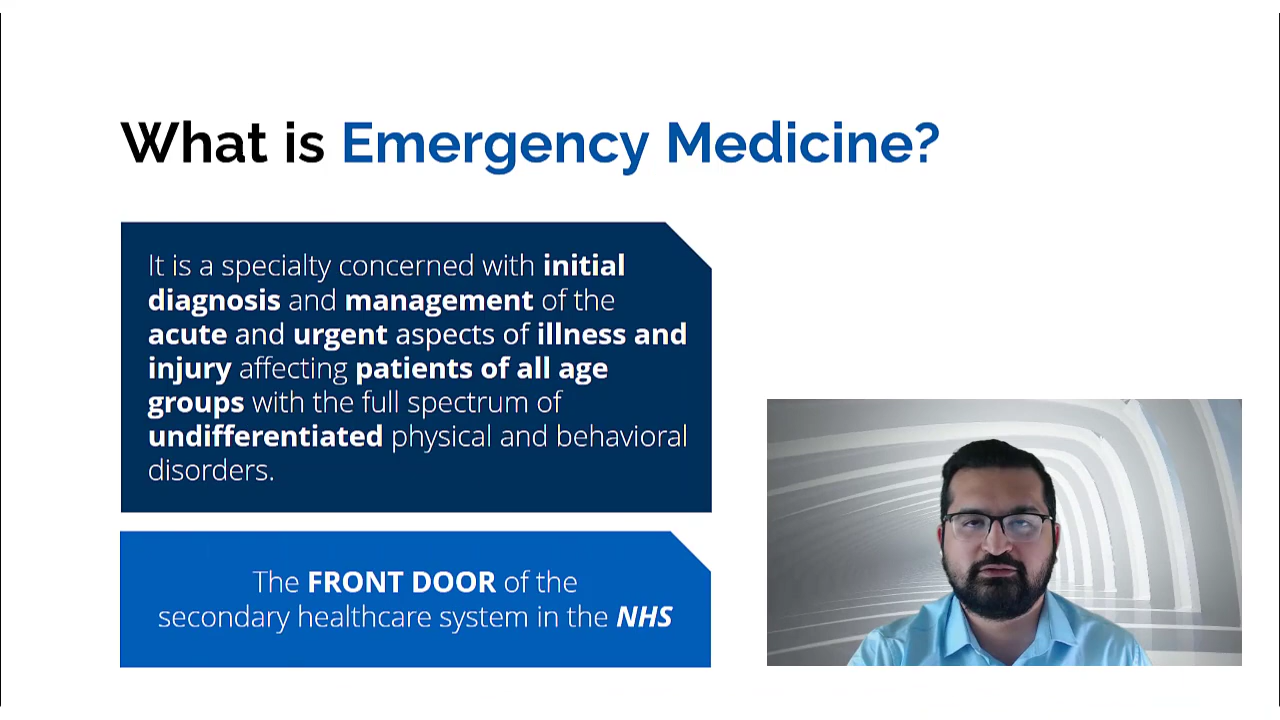 What is Emergency Medicine?
It is a specialty concerned with initial
diagnosis and management of the
acute and urgent aspects of illness and
injury affecting patients of all age
groups with the full spectrum of
undifferentiated physical and behavioral
disorders.
The FRONT DOOR of the
secondary healthcare system in the NHS